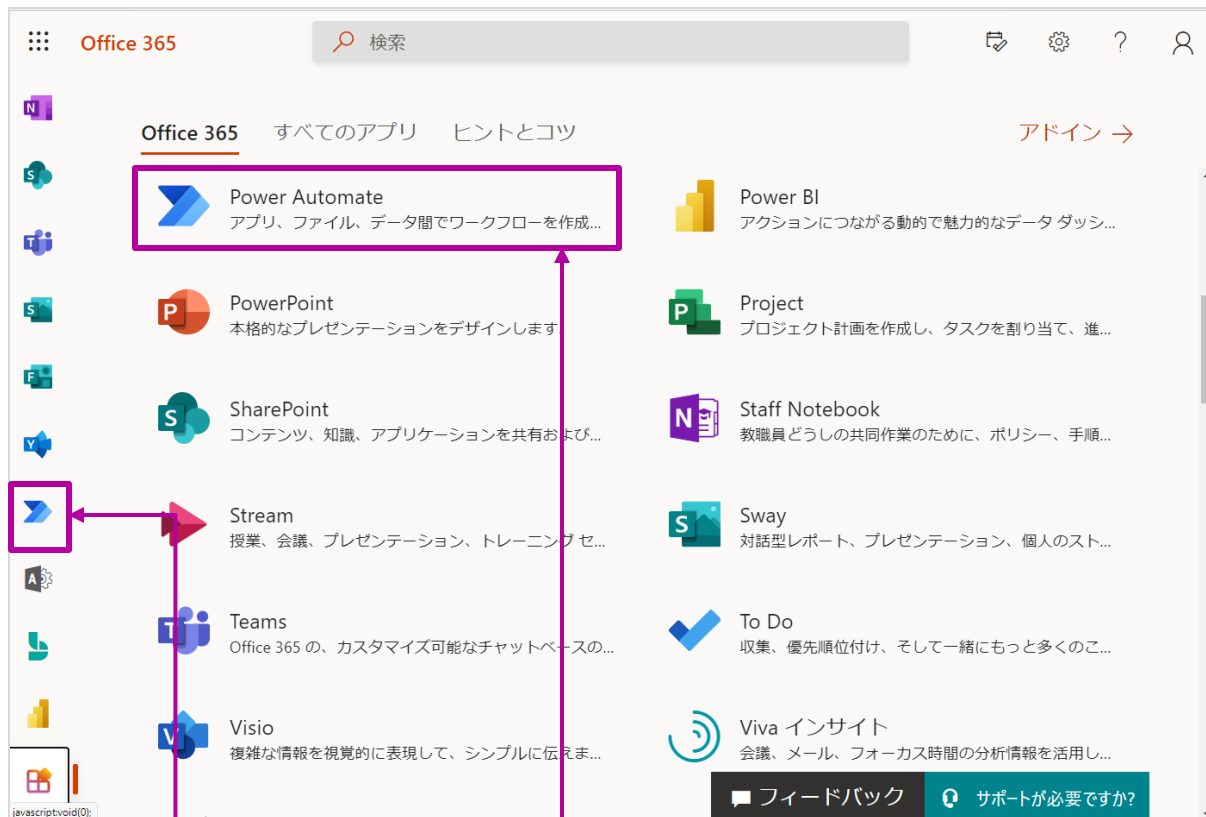 Office 365
検索
Office 365 すべてのアプリ ヒントとコツ アドイン →
Power Automate
アプリ、ファイル、データ間でワークフローを作成...
Power BI
アクションにつながる動的で魅力的なデータ ダッシ...
PowerPoint
本格的なプレゼンテーションをデザインします。
Project
プロジェクト計画を作成し、タスクを割り当て、進...
SharePoint
コンテンツ、知識、アプリケーションを共有および...
Staff Notebook
教職員どうしの共同作業のために、ポリシー、手順...
Stream
授業、会議、プレゼンテーション、トレーニング セ...
Sway
対話型レポート、プレゼンテーション、個人のスト...
Teams
Office 365 の、カスタマイズ可能なチャットベースの...
To Do
収集、優先順位付け、そして一緒にもっと多くのこ...
Visio
複雑な情報を視覚的に表現して、シンプルに伝えま...
Viva インサイト
会議、メール、フォーカス時間の分析情報を活用し...
フィードバック
サポートが必要ですか?
javascript:void(0);